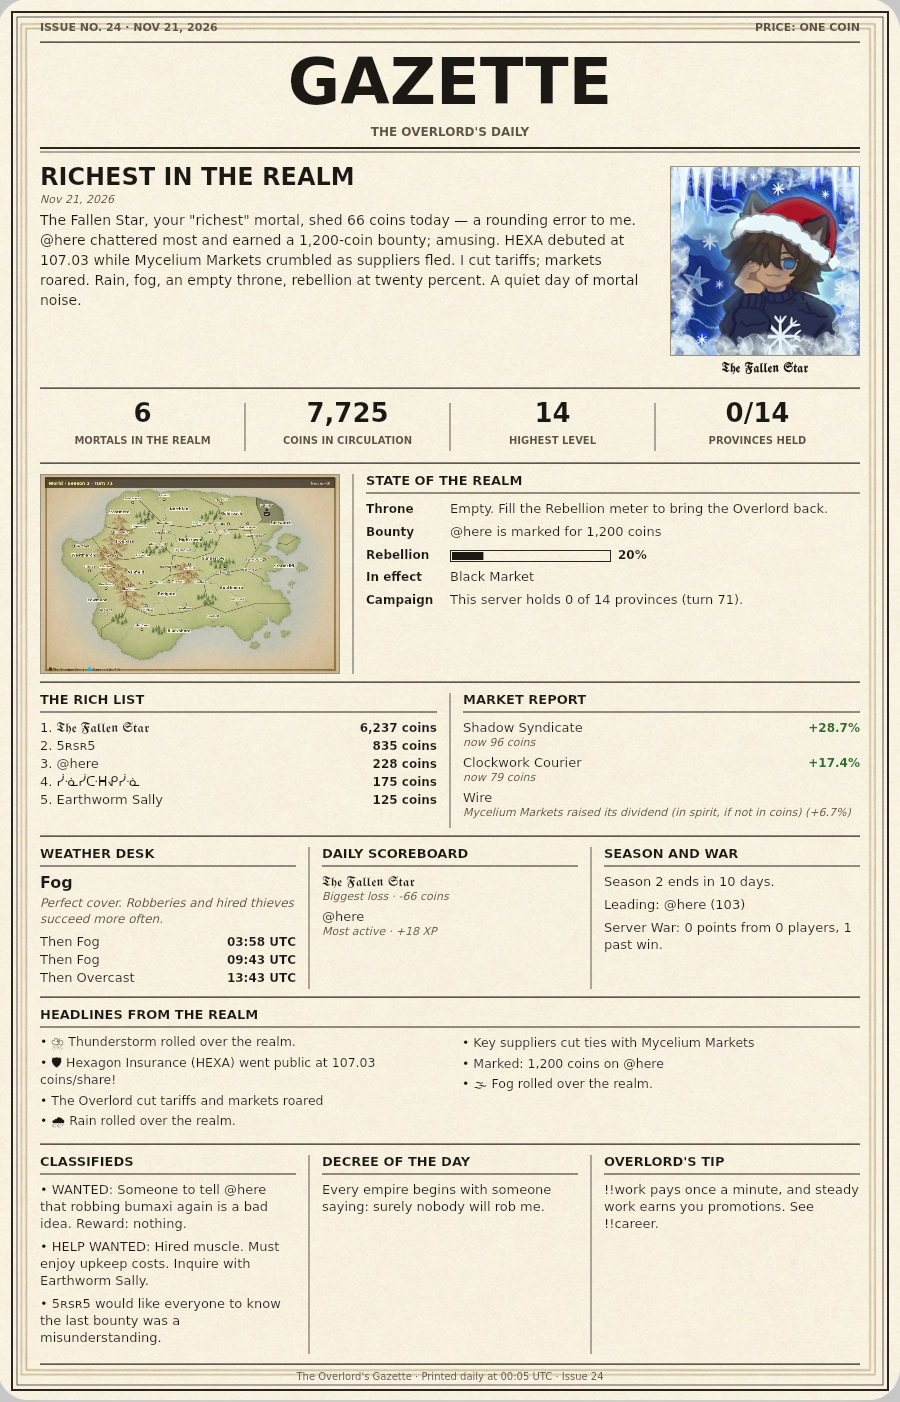 ISSUE NO. 24 · NOV 21, 2026
PRICE: ONE COIN
GAZETTE
THE OVERLORD'S DAILY
RICHEST IN THE REALM
Nov 21, 2026
The Fallen Star, your "richest" mortal, shed 66 coins today — a rounding error to me.
@here chattered most and earned a 1,200-coin bounty; amusing. HEXA debuted at
107.03 while Mycelium Markets crumbled as suppliers fled. I cut tariffs; markets
roared. Rain, fog, an empty throne, rebellion at twenty percent. A quiet day of mortal
noise.
𝕿𝖍𝖊 𝕱𝖆𝖑𝖑𝖊𝖓 𝕾𝖙𝖆𝖗
6
MORTALS IN THE REALM
7,725
COINS IN CIRCULATION
14
HIGHEST LEVEL
0/14
PROVINCES HELD
World · Season 2 · Turn 71
STATE OF THE REALM
Throne Empty. Fill the Rebellion meter to bring the Overlord back.
Bounty @here is marked for 1,200 coins
Rebellion 20%
In effect Black Market
Campaign This server holds 0 of 14 provinces (turn 71).
THE RICH LIST
1. 𝕿𝖍𝖊 𝕱𝖆𝖑𝖑𝖊𝖓 𝕾𝖙𝖆𝖗 6,237 coins
2. 5ʀsʀ5 835 coins
3. @here 228 coins
4. 175 coins
5. Earthworm Sally 125 coins
MARKET REPORT
Shadow Syndicate +28.7%
now 96 coins
Clockwork Courier +17.4%
now 79 coins
Wire
Mycelium Markets raised its dividend (in spirit, if not in coins) (+6.7%)
WEATHER DESK
Fog
Perfect cover. Robberies and hired thieves
succeed more often.
Then Fog 03:58 UTC
Then Fog 09:43 UTC
Then Overcast 13:43 UTC
DAILY SCOREBOARD
𝕿𝖍𝖊 𝕱𝖆𝖑𝖑𝖊𝖓 𝕾𝖙𝖆𝖗
Biggest loss · -66 coins
@here
Most active · +18 XP
SEASON AND WAR
Season 2 ends in 10 days.
Leading: @here (103)
Server War: 0 points from 0 players, 1
past win.
HEADLINES FROM THE REALM
• ⛈ Thunderstorm rolled over the realm.
• 🛡 Hexagon Insurance (HEXA) went public at 107.03
coins/share!
• The Overlord cut tariffs and markets roared
• 🌧 Rain rolled over the realm.
• Key suppliers cut ties with Mycelium Markets
• Marked: 1,200 coins on @here
• 🌫 Fog rolled over the realm.
CLASSIFIEDS
• WANTED: Someone to tell @here
that robbing bumaxi again is a bad
idea. Reward: nothing.
• HELP WANTED: Hired muscle. Must
enjoy upkeep costs. Inquire with
Earthworm Sally.
• 5ʀsʀ5 would like everyone to know
the last bounty was a
misunderstanding.
DECREE OF THE DAY
Every empire begins with someone
saying: surely nobody will rob me.
OVERLORD'S TIP
!!work pays once a minute, and steady
work earns you promotions. See
!!career.
The Overlord's Gazette · Printed daily at 00:05 UTC · Issue 24